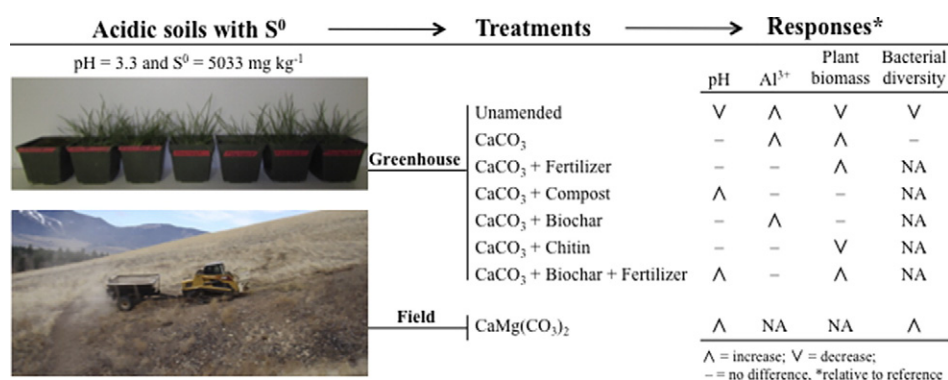 Acidic soils with S⁰ → Treatments → Responses*
pH = 3.3 and S⁰ = 5033 mg kg⁻¹
pH Al³⁺ Plant biomass Bacterial diversity
Greenhouse
Unamended V Λ V V
CaCO₃ – Λ Λ –
CaCO₃ + Fertilizer – – Λ NA
CaCO₃ + Compost Λ – – NA
CaCO₃ + Biochar – Λ – NA
CaCO₃ + Chitin – – V NA
CaCO₃ + Biochar + Fertilizer Λ – Λ NA
Field
CaMg(CO₃)₂ Λ NA NA Λ
Λ = increase; V = decrease;
– = no difference, *relative to reference